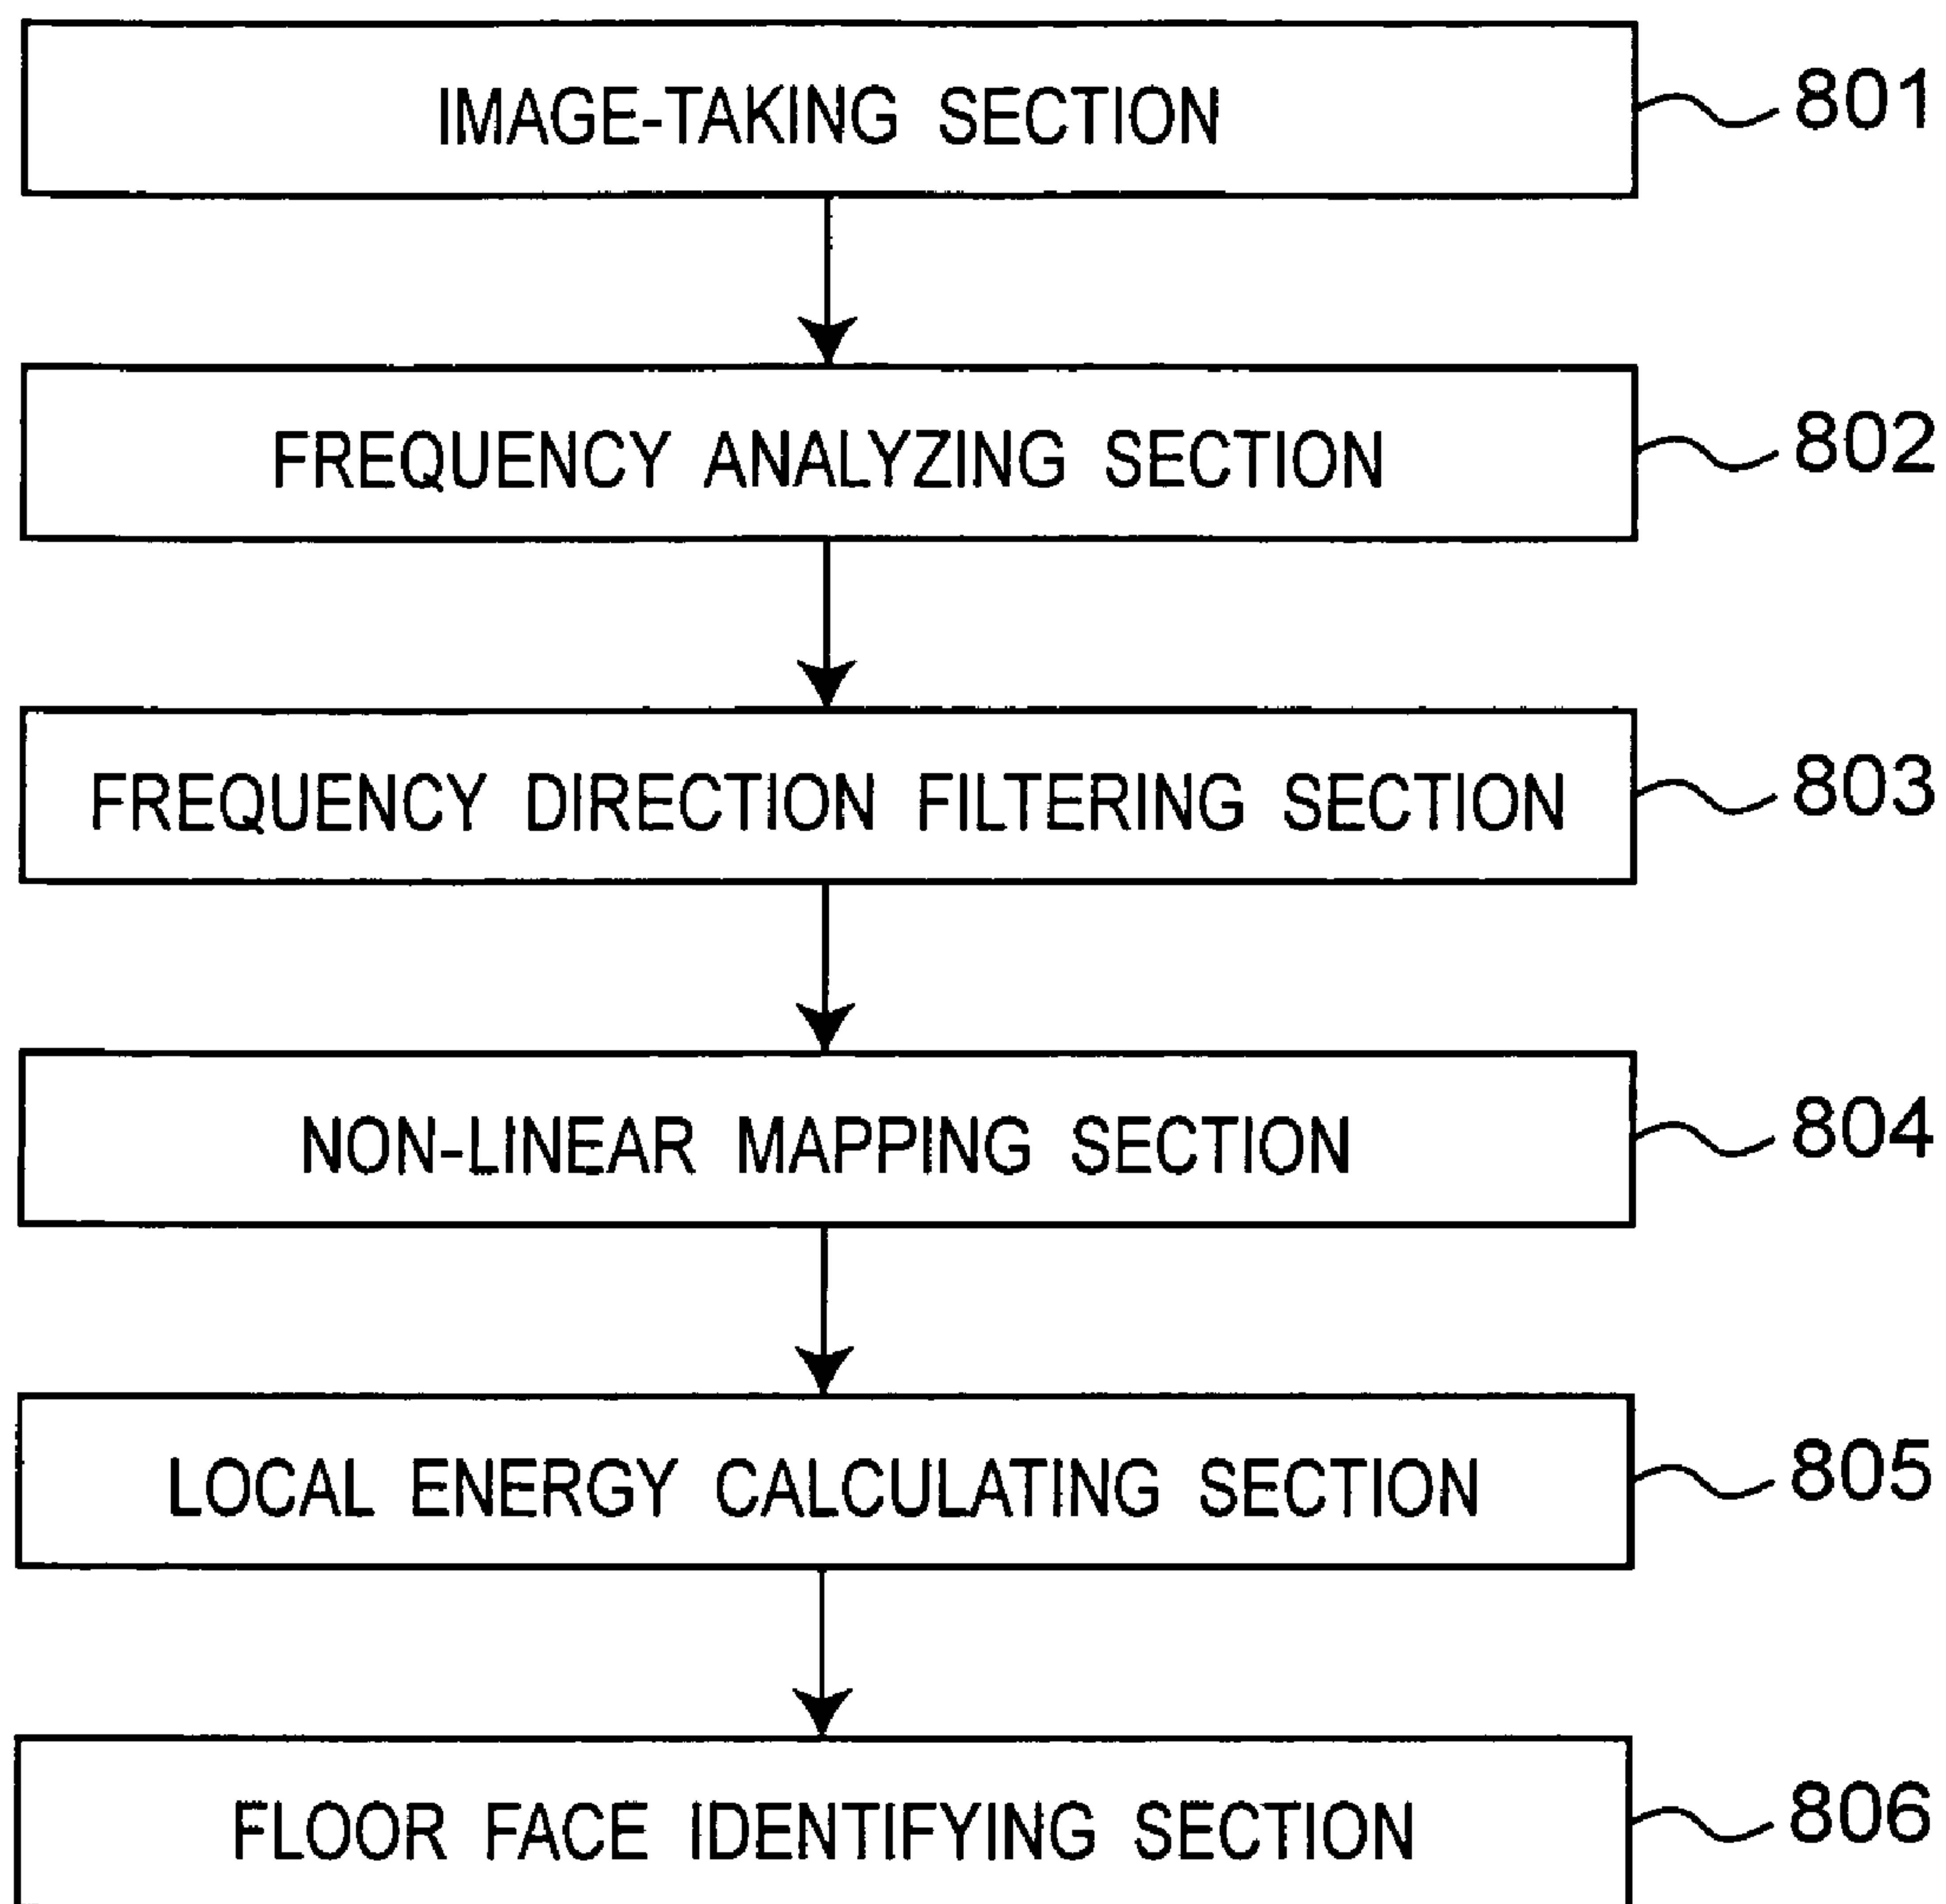 IMAGE-TAKING SECTION 801
FREQUENCY ANALYZING SECTION 802
FREQUENCY DIRECTION FILTERING SECTION 803
NON-LINEAR MAPPING SECTION 804
LOCAL ENERGY CALCULATING SECTION 805
FLOOR FACE IDENTIFYING SECTION 806